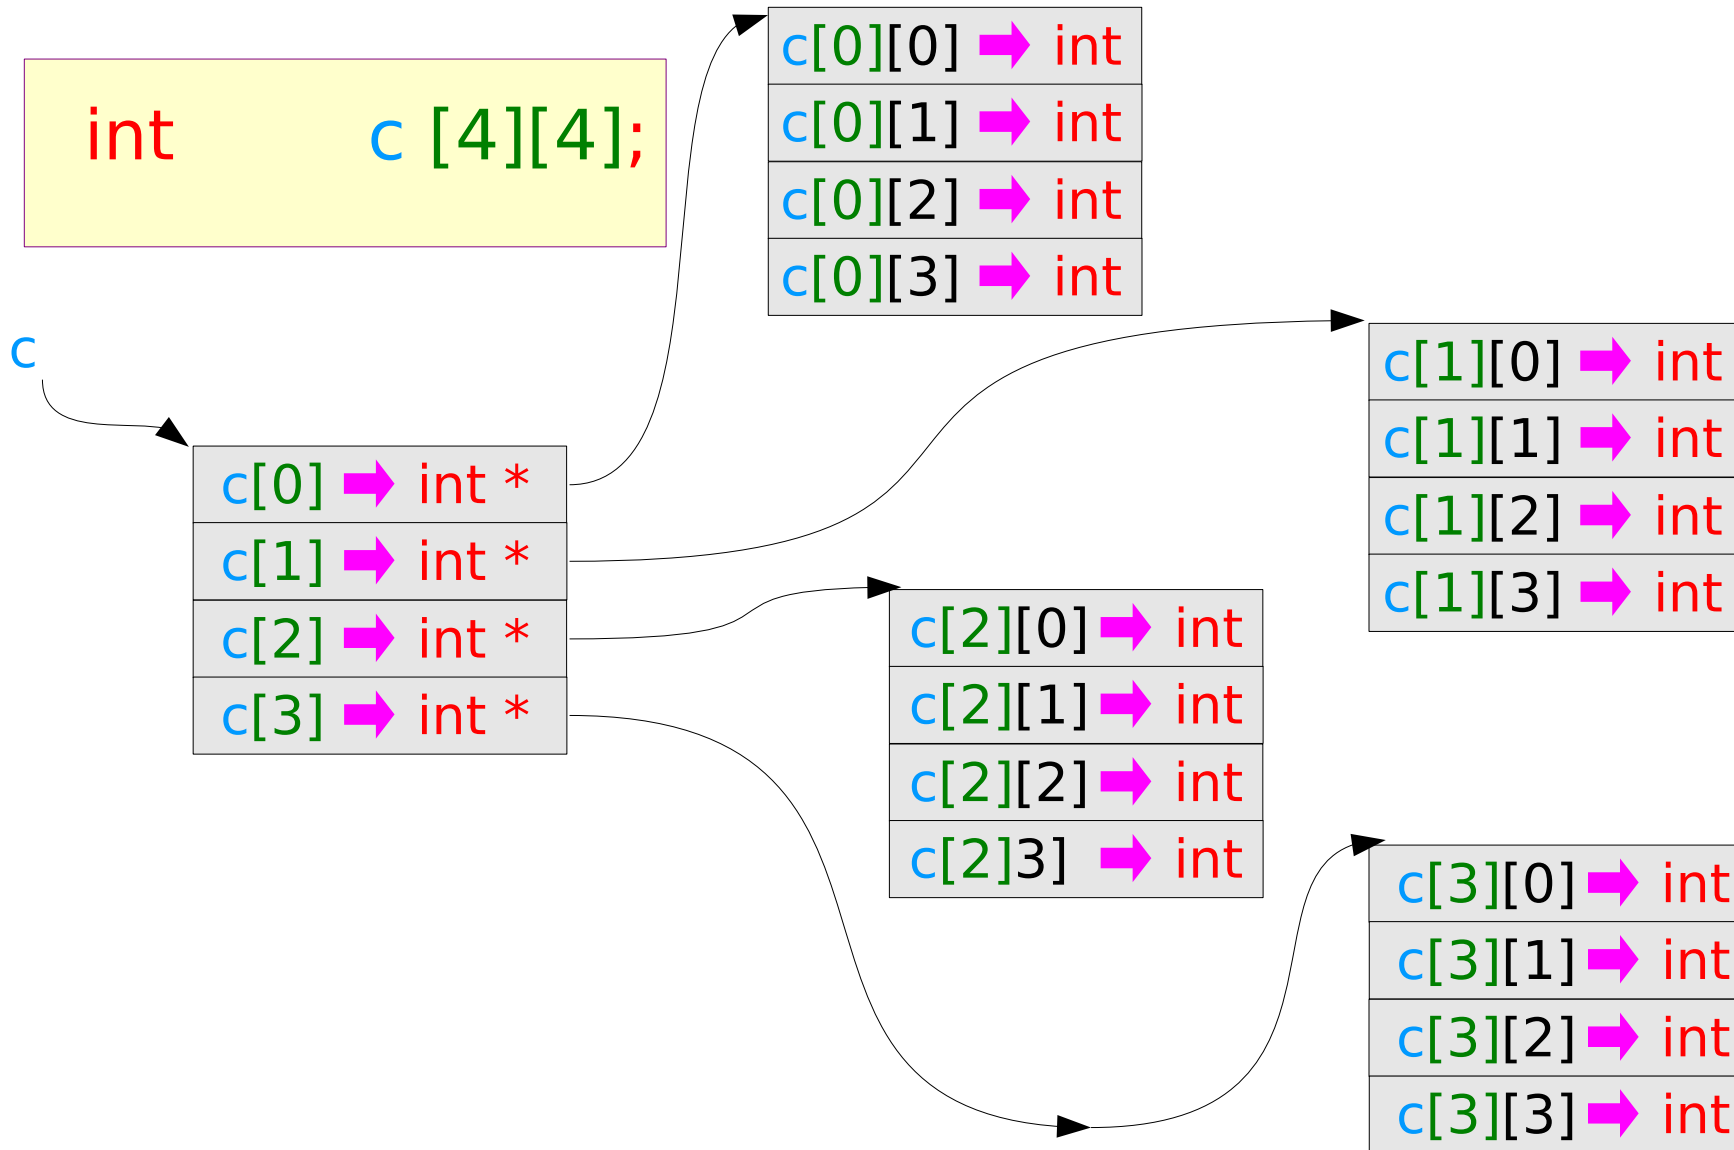 int c [4][4];
c
c[0] int *
c[1] int *
c[2] int *
c[3] int *
c[0][0] int
c[0][1] int
c[0][2] int
c[0][3] int
c[1][0] int
c[1][1] int
c[1][2] int
c[1][3] int
c[2][0] int
c[2][1] int
c[2][2] int
c[2]3] int
c[3][0] int
c[3][1] int
c[3][2] int
c[3][3] int